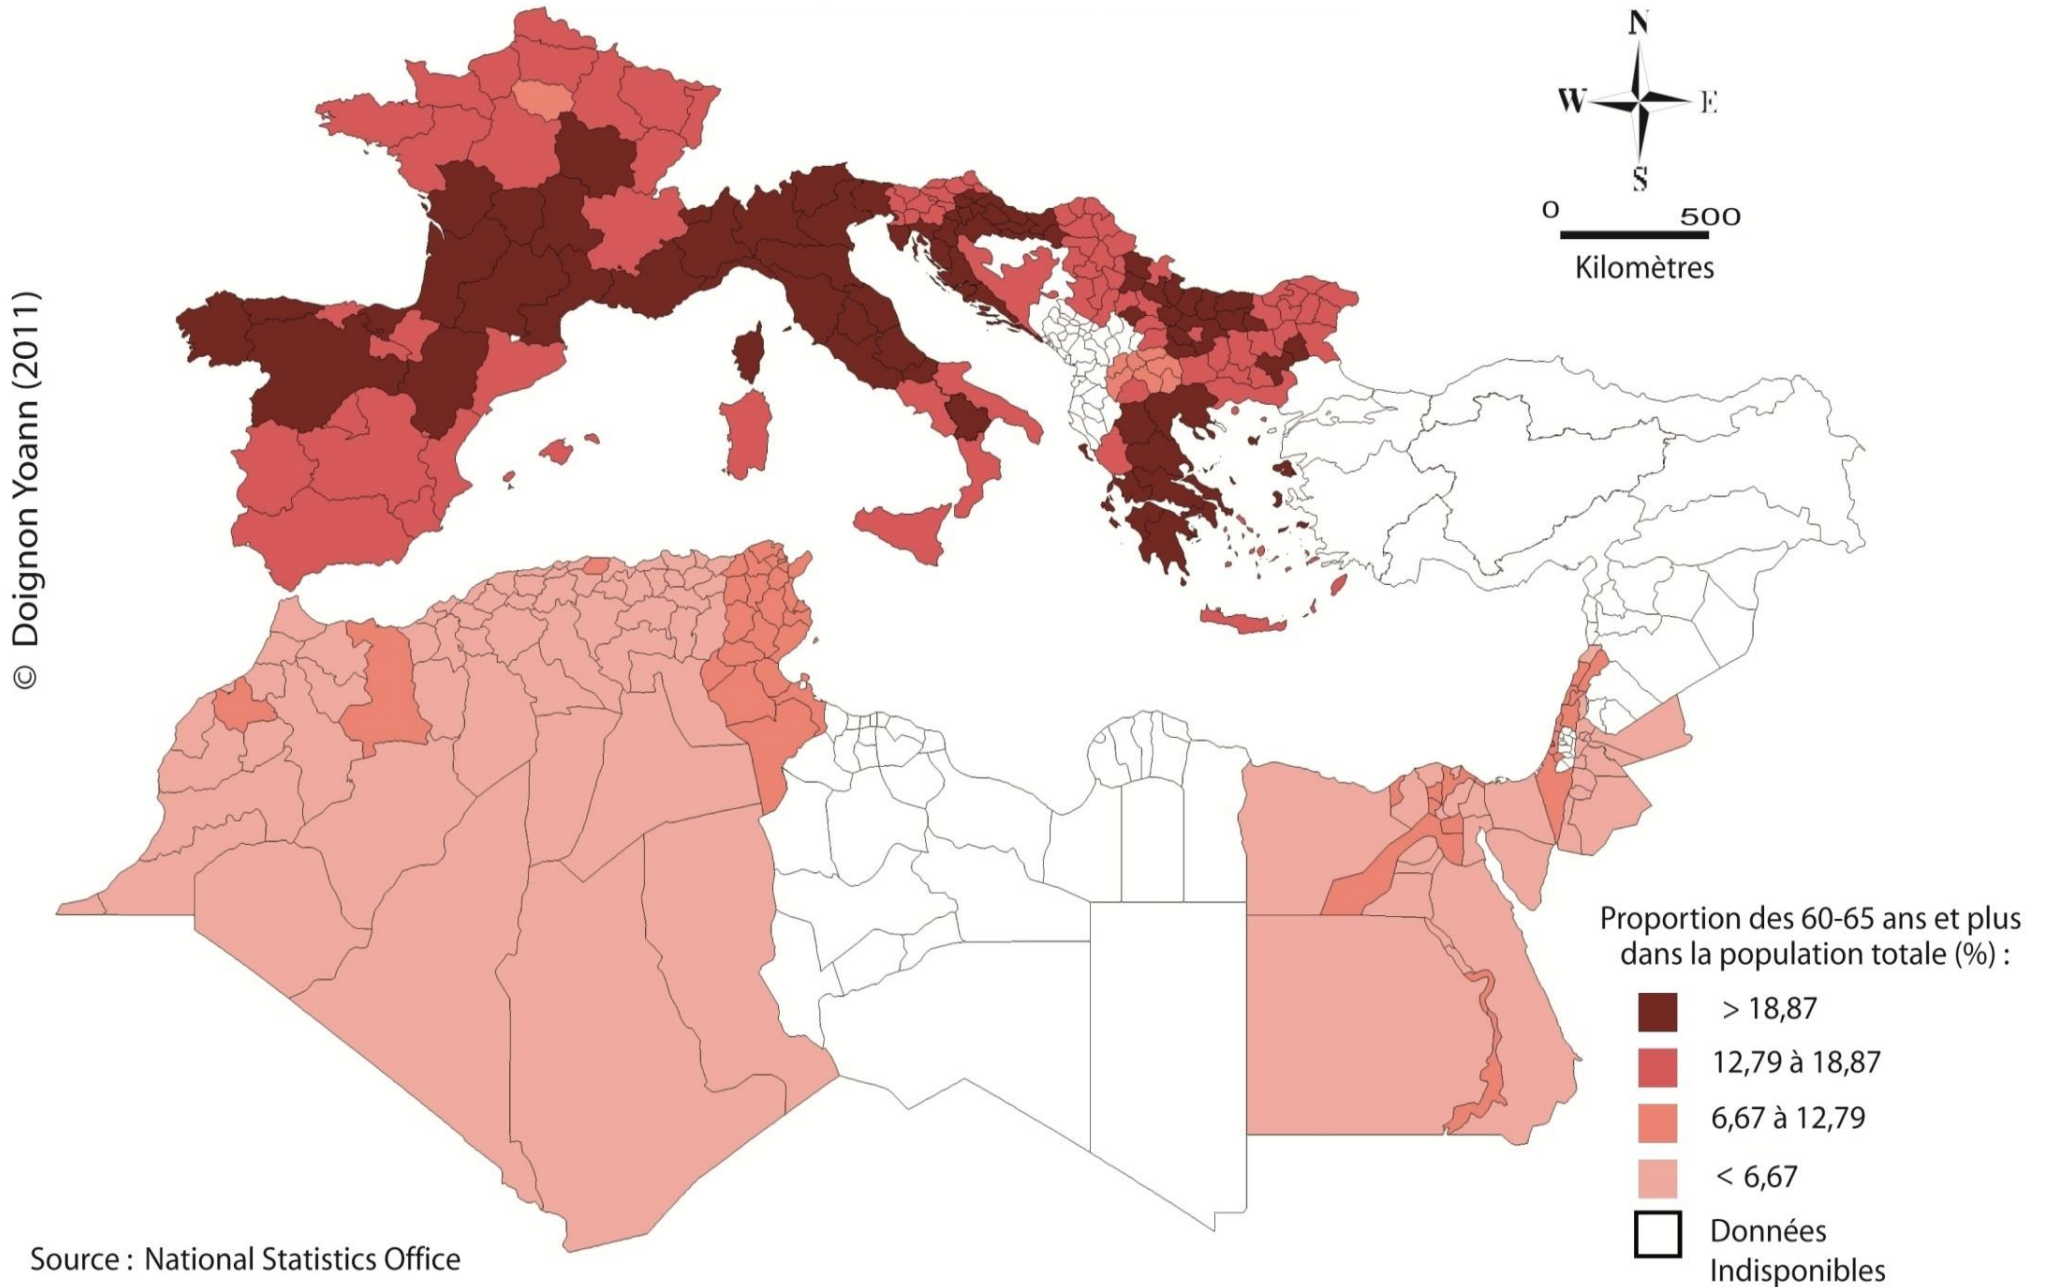 N
W E
S
0 500
Kilomètres
© Doignon Yoann (2011)
Proportion des 60-65 ans et plus
dans la population totale (%) :
> 18,87
12,79 à 18,87
6,67 à 12,79
< 6,67
Données
Indisponibles
Source : National Statistics Office